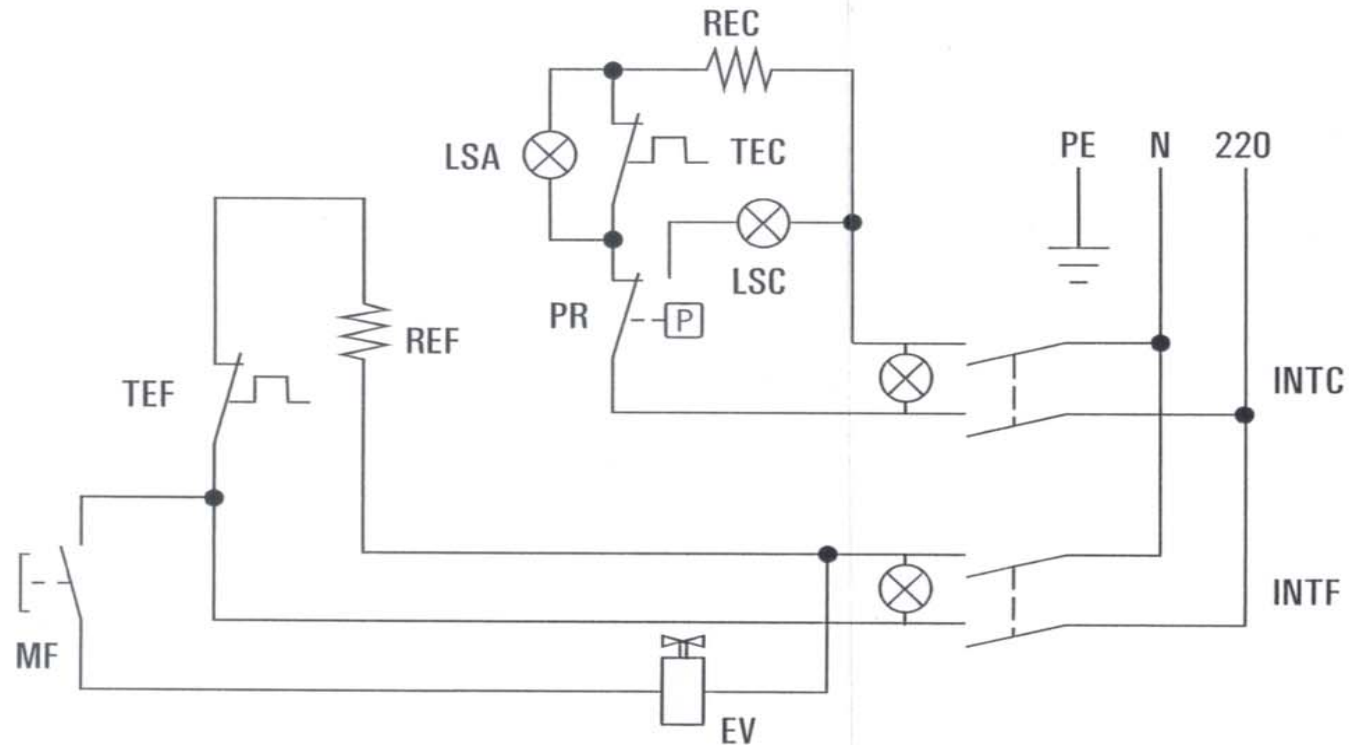 REC
PE N 220
LSA
TEC
LSC
PR
P
REF
INTC
TEF
INTF
MF
EV